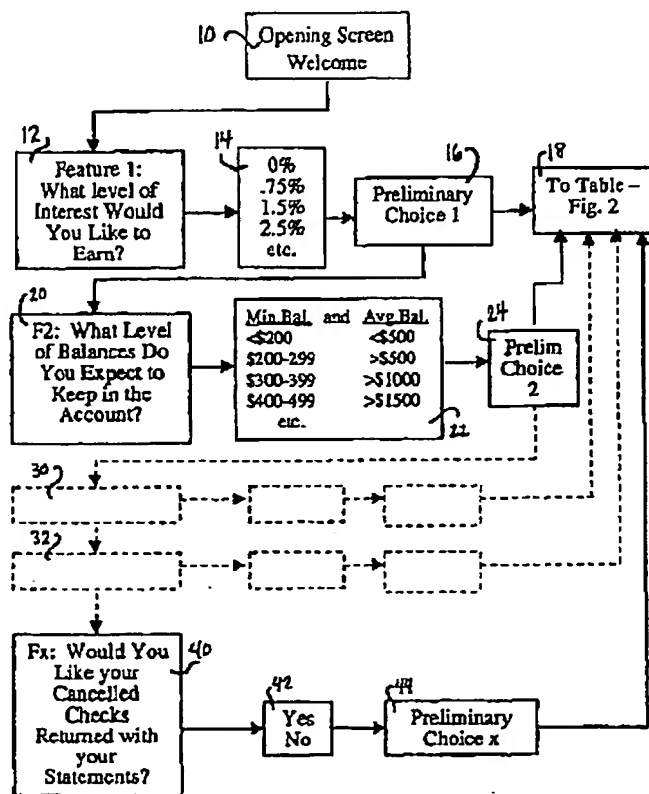 10
Opening Screen
Welcome
12
Feature 1:
What level of
Interest Would
You Like to
Earn?
14
0%
.75%
1.5%
2.5%
etc.
16
Preliminary
Choice 1
18
To Table –
Fig. 2
20
F2: What Level
of Balances Do
You Expect to
Keep in the
Account?
Min Bal. and Avg Bal.
<$200 <$500
$200-299 >$500
$300-399 >$1000
$400-499 >$1500
etc.
22
24
Prelim
Choice
2
30
32
Fx: Would You
Like your
Cancelled
Checks
Returned with
your
Statements?
40
42
Yes
No
44
Preliminary
Choice x